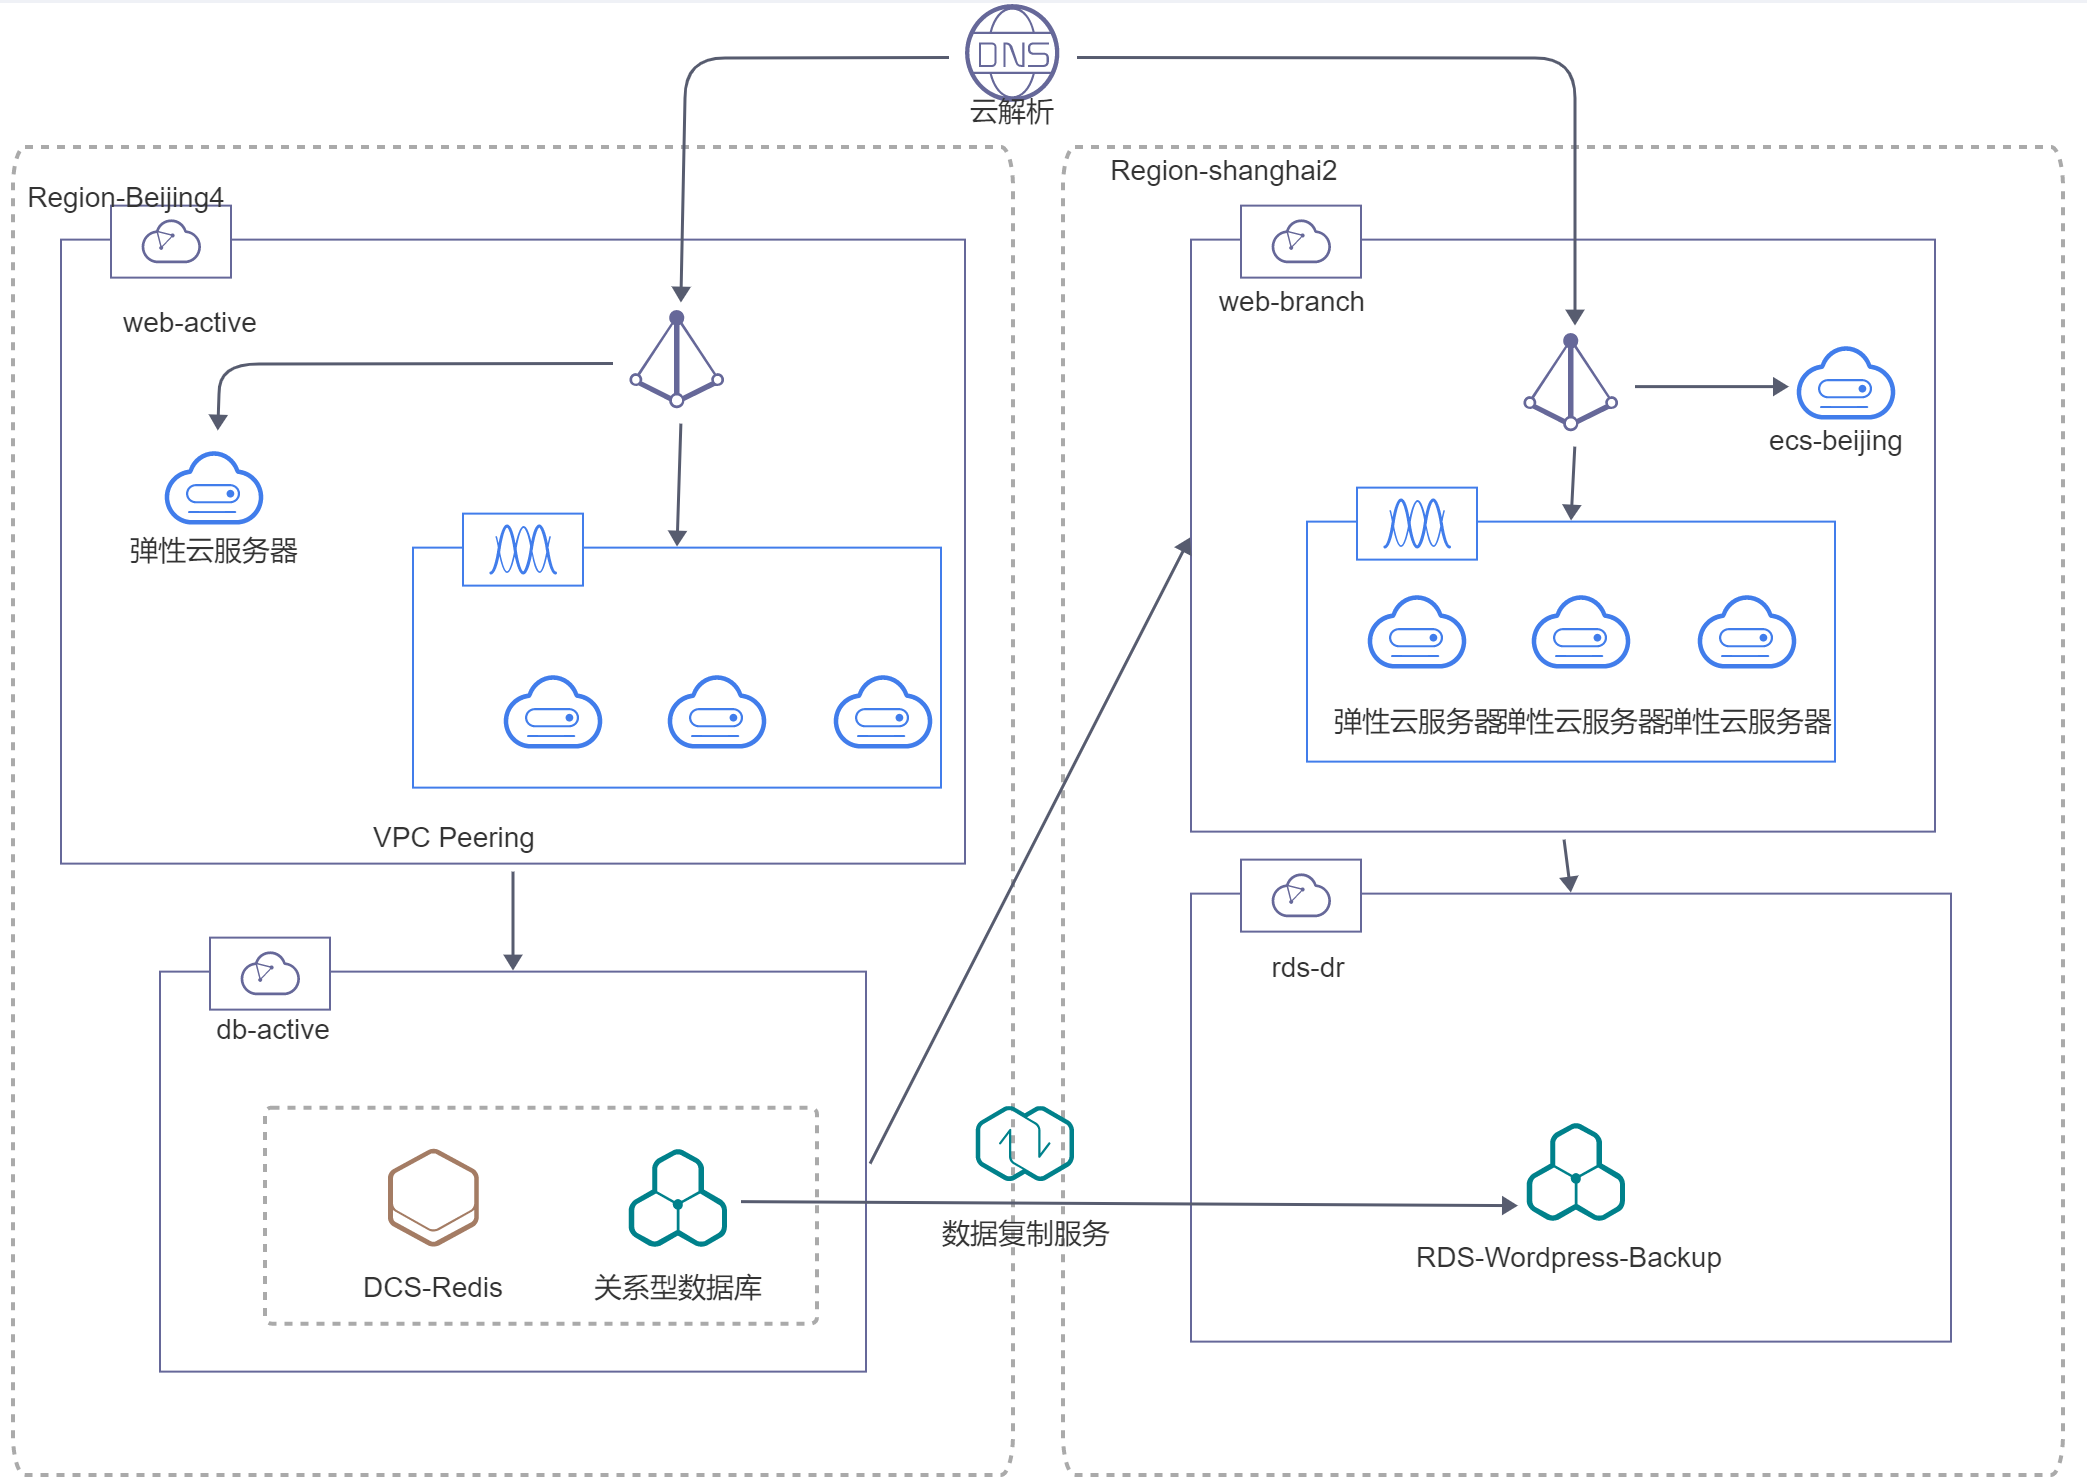 DNS
云解析
Region-Beijing4
web-active
弹性云服务器
VPC Peering
db-active
DCS-Redis
关系型数据库
数据复制服务
Region-shanghai2
web-branch
ecs-beijing
弹性云服务器
弹性云服务器
弹性云服务器
rds-dr
RDS-Wordpress-Backup